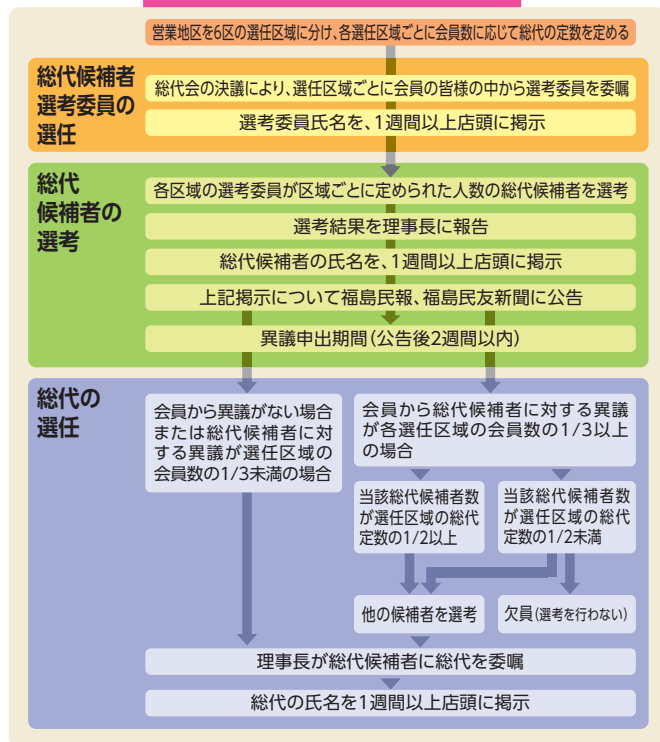 営業地区を6区の選任区域に分け、各選任区域ごとに会員数に応じて総代の定数を定める
総代候補者
選考委員の
選任
総代会の決議により、選任区域ごとに会員の皆様の中から選考委員を委嘱
選考委員氏名を、1週間以上店頭に掲示
総代
候補者の
選考
各区域の選考委員が区域ごとに定められた人数の総代候補者を選考
選考結果を理事長に報告
総代候補者の氏名を、1週間以上店頭に掲示
上記掲示について福島民報、福島民友新聞に公告
異議申出期間(公告後2週間以内)
総代の
選任
会員から異議がない場合
または総代候補者に対
する異議が選任区域の
会員数の1/3未満の場合
会員から総代候補者に対する異議
が各選任区域の会員数の1/3以上
の場合
当該総代候補者数
が選任区域の総代
定数の1/2以上
当該総代候補者数
が選任区域の総代
定数の1/2未満
他の候補者を選考
欠員(選考を行わない)
理事長が総代候補者に総代を委嘱
総代の氏名を1週間以上店頭に掲示